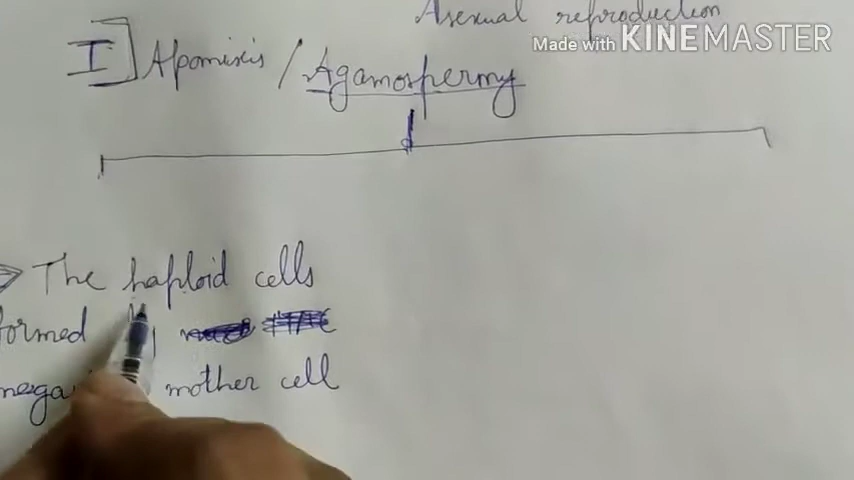 Asexual reproduction
Made with KINEMASTER
I] Apomixis / Agamospermy
The haploid cells
formed
mother cell